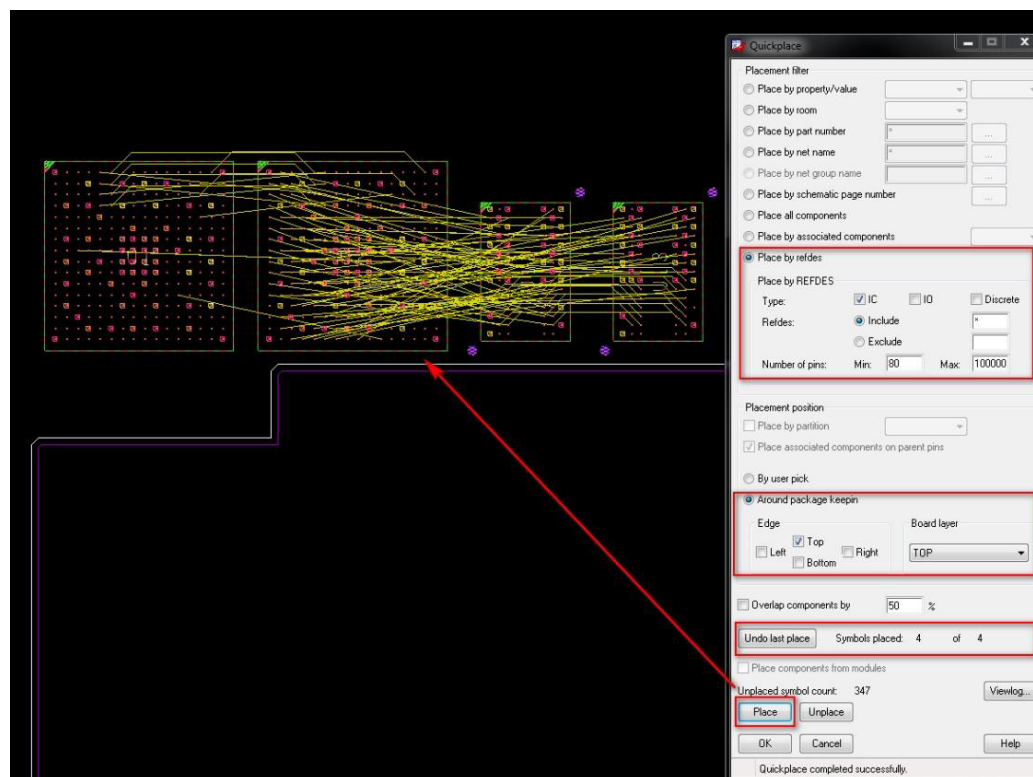 Quickplace
Placement filter
Place by property/value
Place by room
Place by part number * ...
Place by net name * ...
Place by net group name ...
Place by schematic page number ...
Place all components
Place by associated components
Place by refdes
Place by REFDES
Type: IC IO Discrete
Refdes: Include *
Exclude
Number of pins: Min: 80 Max: 100000
Placement position
Place by partition
Place associated components on parent pins
By user pick
Around package keepin
Edge Board layer
Top
Left Right TOP
Bottom
Overlap components by 50 %
Undo last place Symbols placed: 4 of 4
Place components from modules
Unplaced symbol count: 347 Viewlog...
Place Unplace
OK Cancel Help
Quickplace completed successfully.